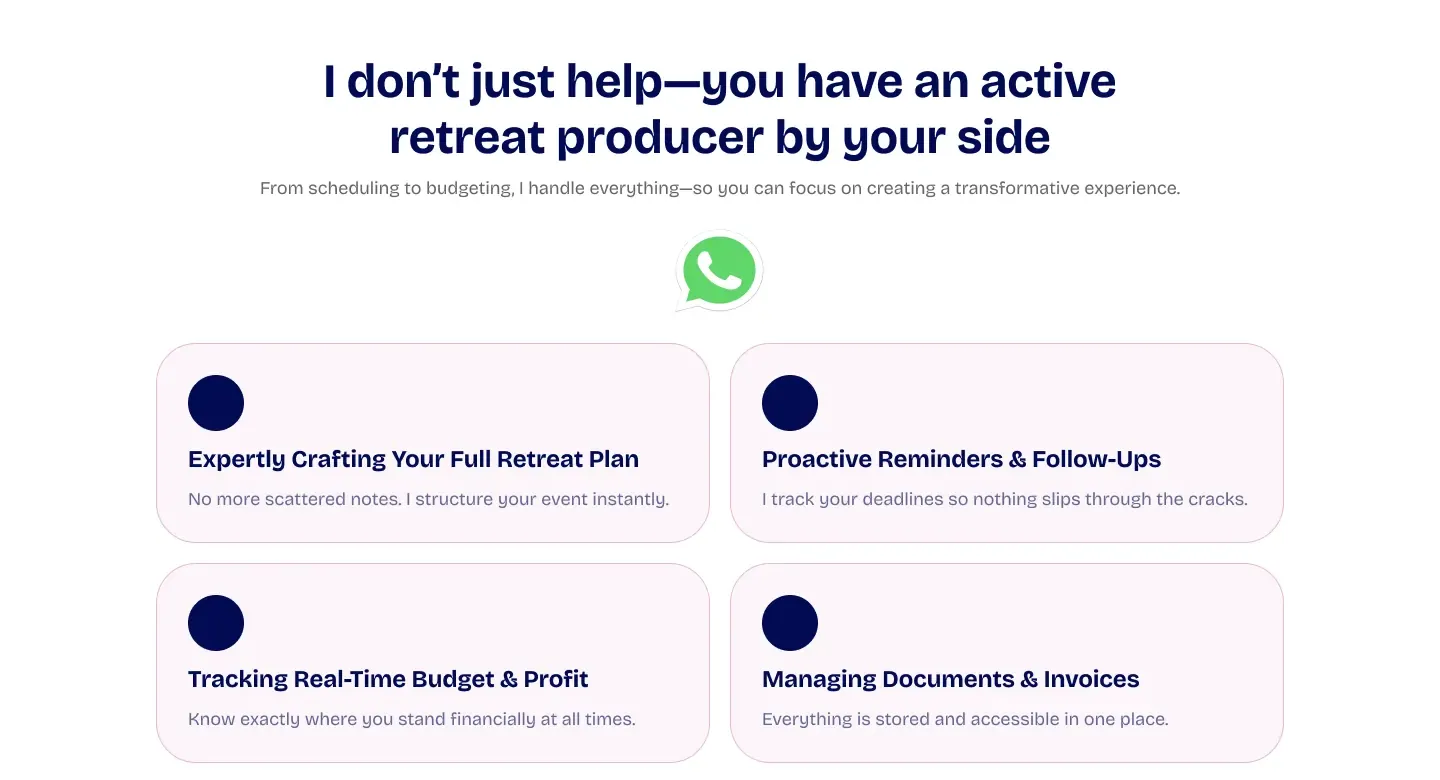 I don’t just help—you have an active
retreat producer by your side
From scheduling to budgeting, I handle everything—so you can focus on creating a transformative experience.
Expertly Crafting Your Full Retreat Plan
No more scattered notes. I structure your event instantly.
Proactive Reminders & Follow-Ups
I track your deadlines so nothing slips through the cracks.
Tracking Real-Time Budget & Profit
Know exactly where you stand financially at all times.
Managing Documents & Invoices
Everything is stored and accessible in one place.